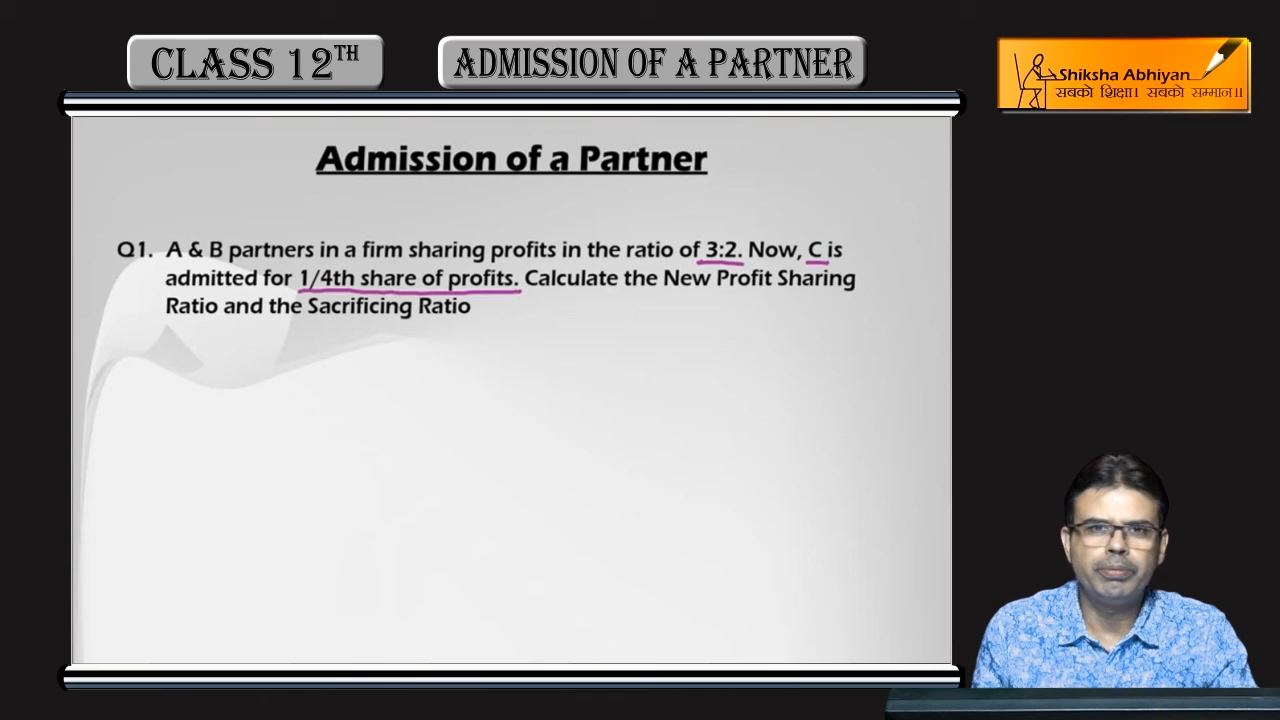 CLASS 12TH
ADMISSION OF A PARTNER
Shiksha Abhiyan
सबको शिक्षा। सबको सम्मान।।
Admission of a Partner
Q1. A & B partners in a firm sharing profits in the ratio of 3:2. Now, C is
admitted for 1/4th share of profits. Calculate the New Profit Sharing
Ratio and the Sacrificing Ratio